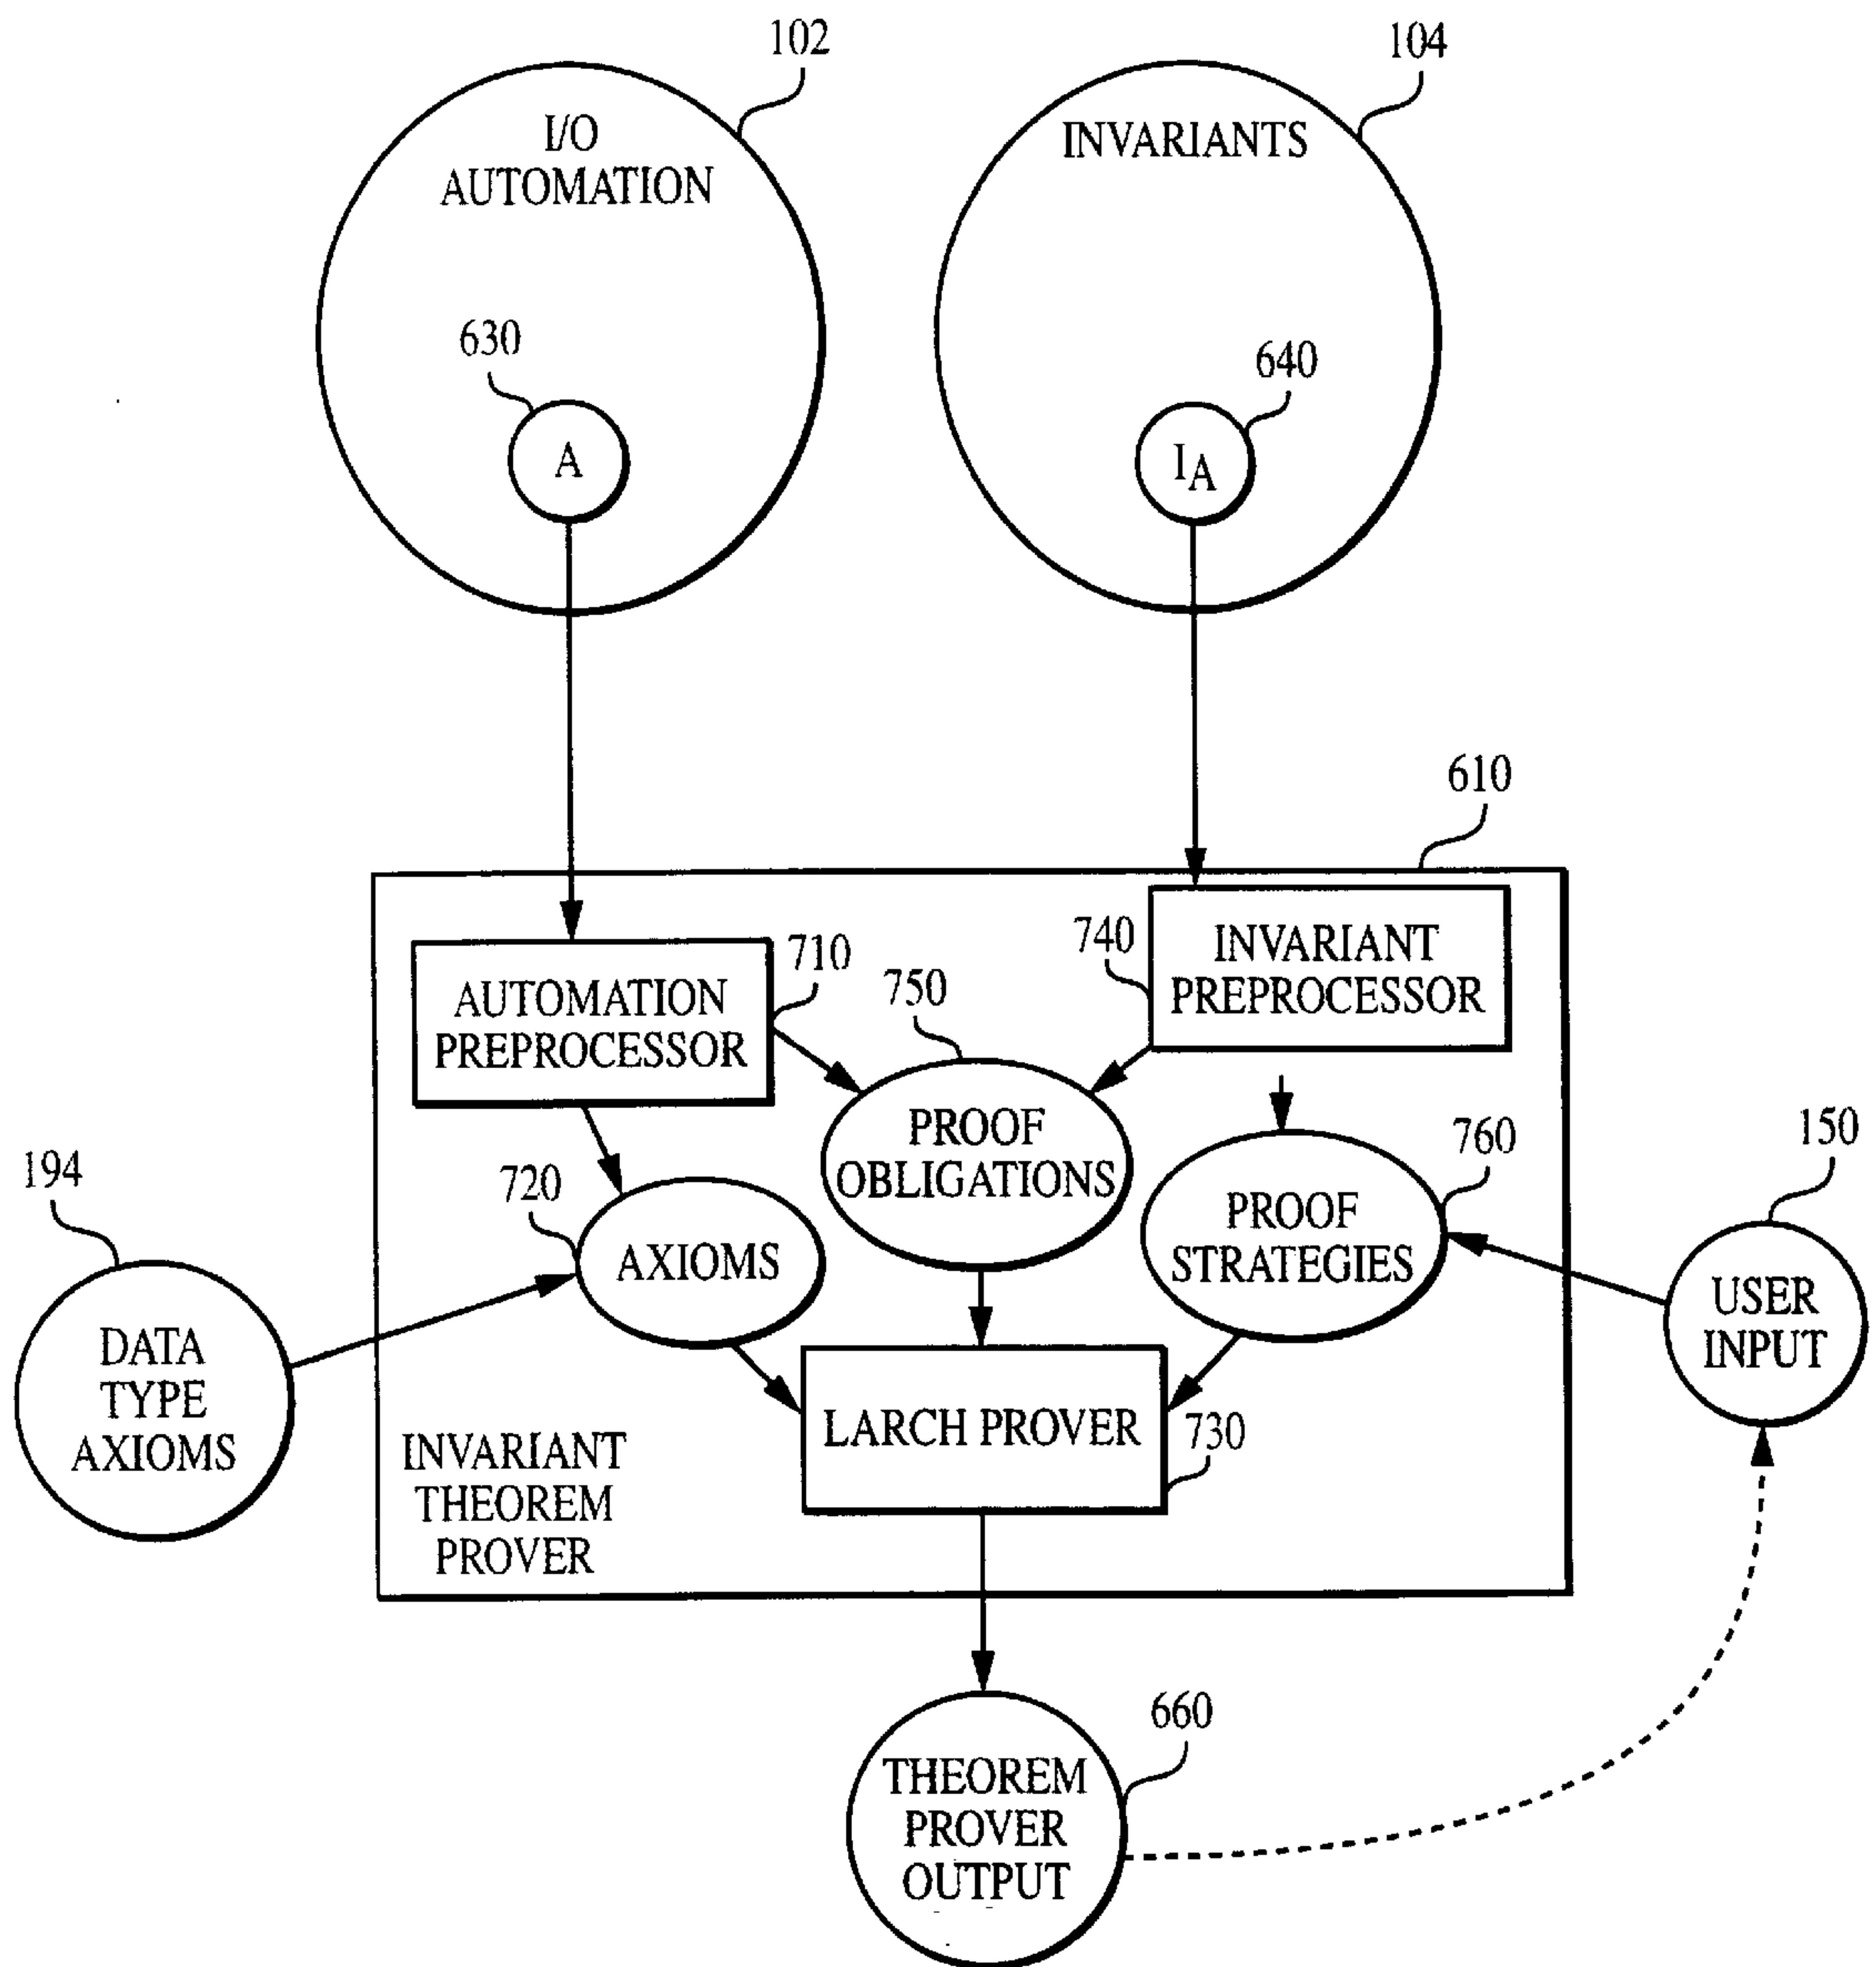 102
104
I/O
AUTOMATION
INVARIANTS
630
640
A
IA
610
740
INVARIANT
PREPROCESSOR
710
AUTOMATION
PREPROCESSOR
750
PROOF
OBLIGATIONS
760
PROOF
STRATEGIES
150
USER
INPUT
194
DATA
TYPE
AXIOMS
720
AXIOMS
LARCH PROVER
730
INVARIANT
THEOREM
PROVER
660
THEOREM
PROVER
OUTPUT